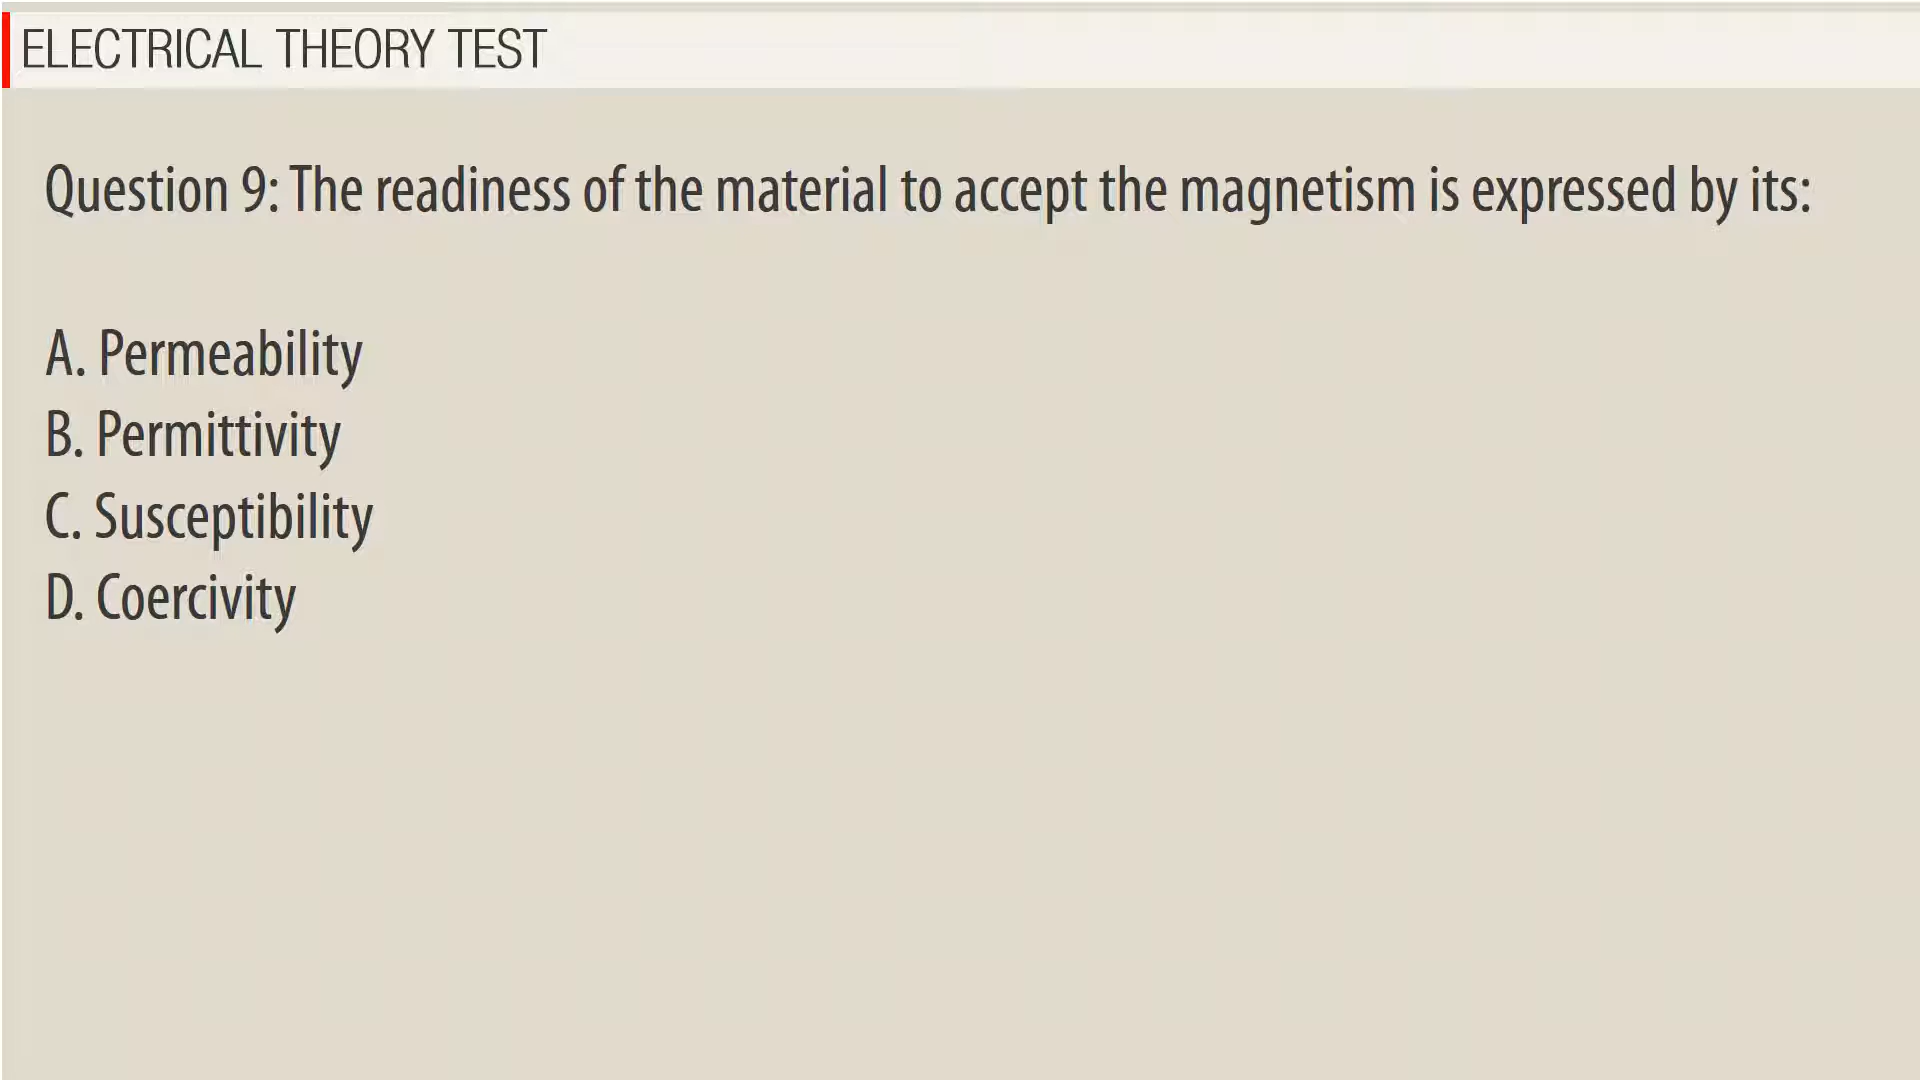 ELECTRICAL THEORY TEST
Question 9: The readiness of the material to accept the magnetism is expressed by its:
A. Permeability
B. Permittivity
C. Susceptibility
D. Coercivity